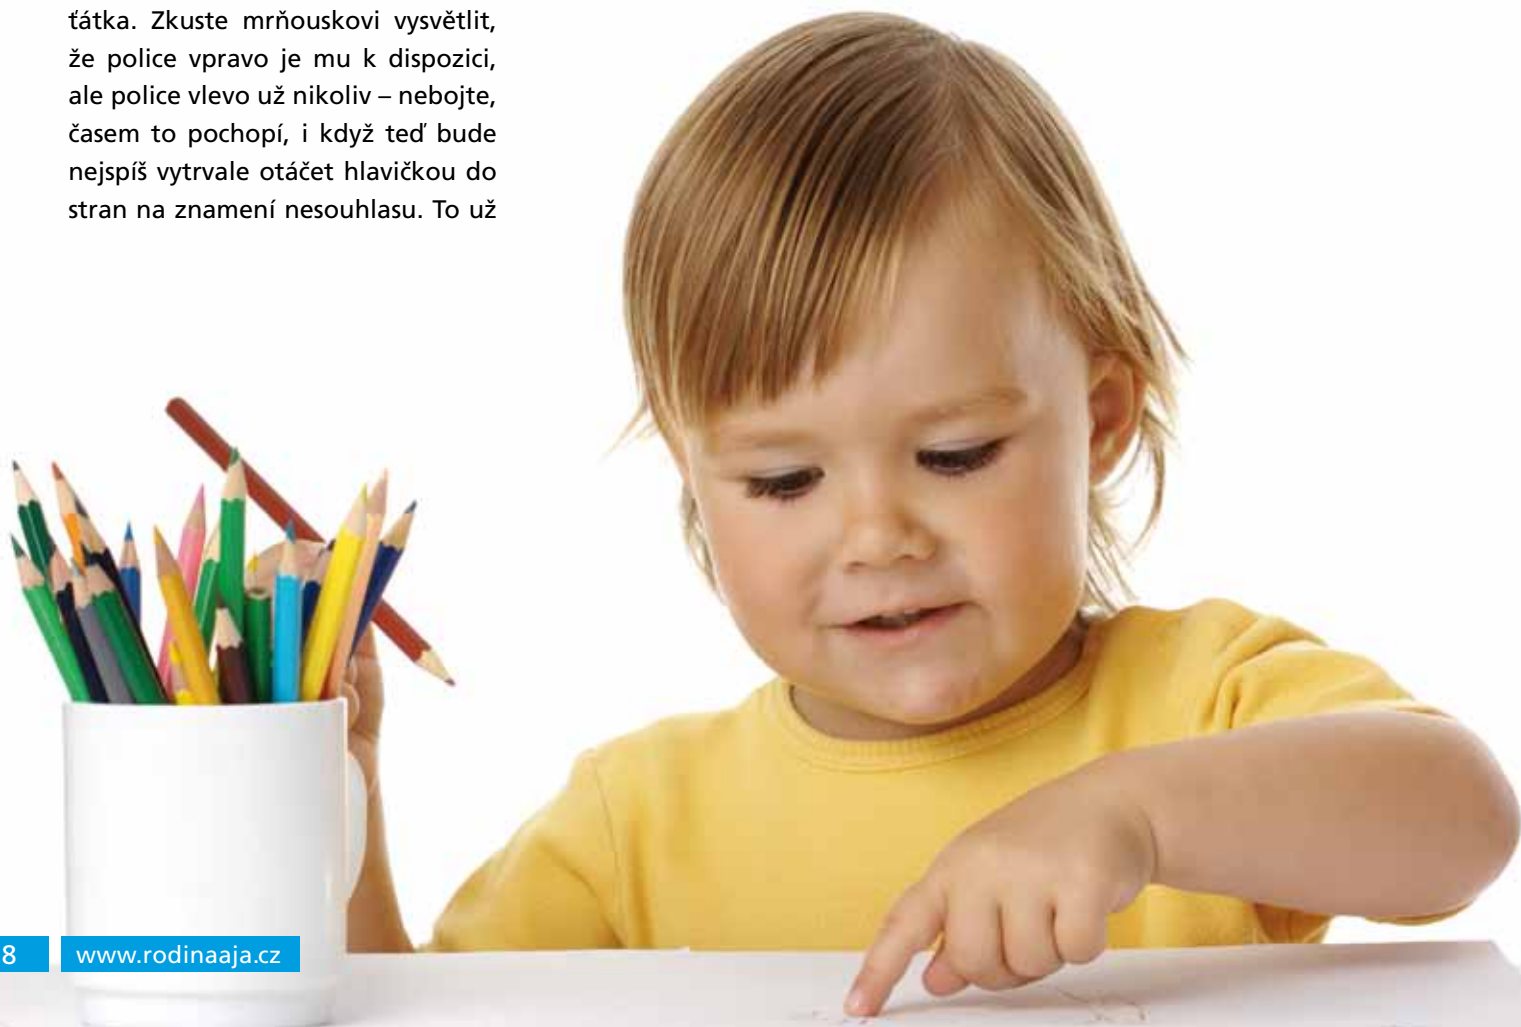 ťátka. Zkuste mrňouskovi vysvětlit,
že police vpravo je mu k dispozici,
ale police vlevo už nikoliv – nebojte,
časem to pochopí, i když teď bude
nejspíš vytrvale otáčet hlavičkou do
stran na znamení nesouhlasu. To už
8 www.rodinaaja.cz